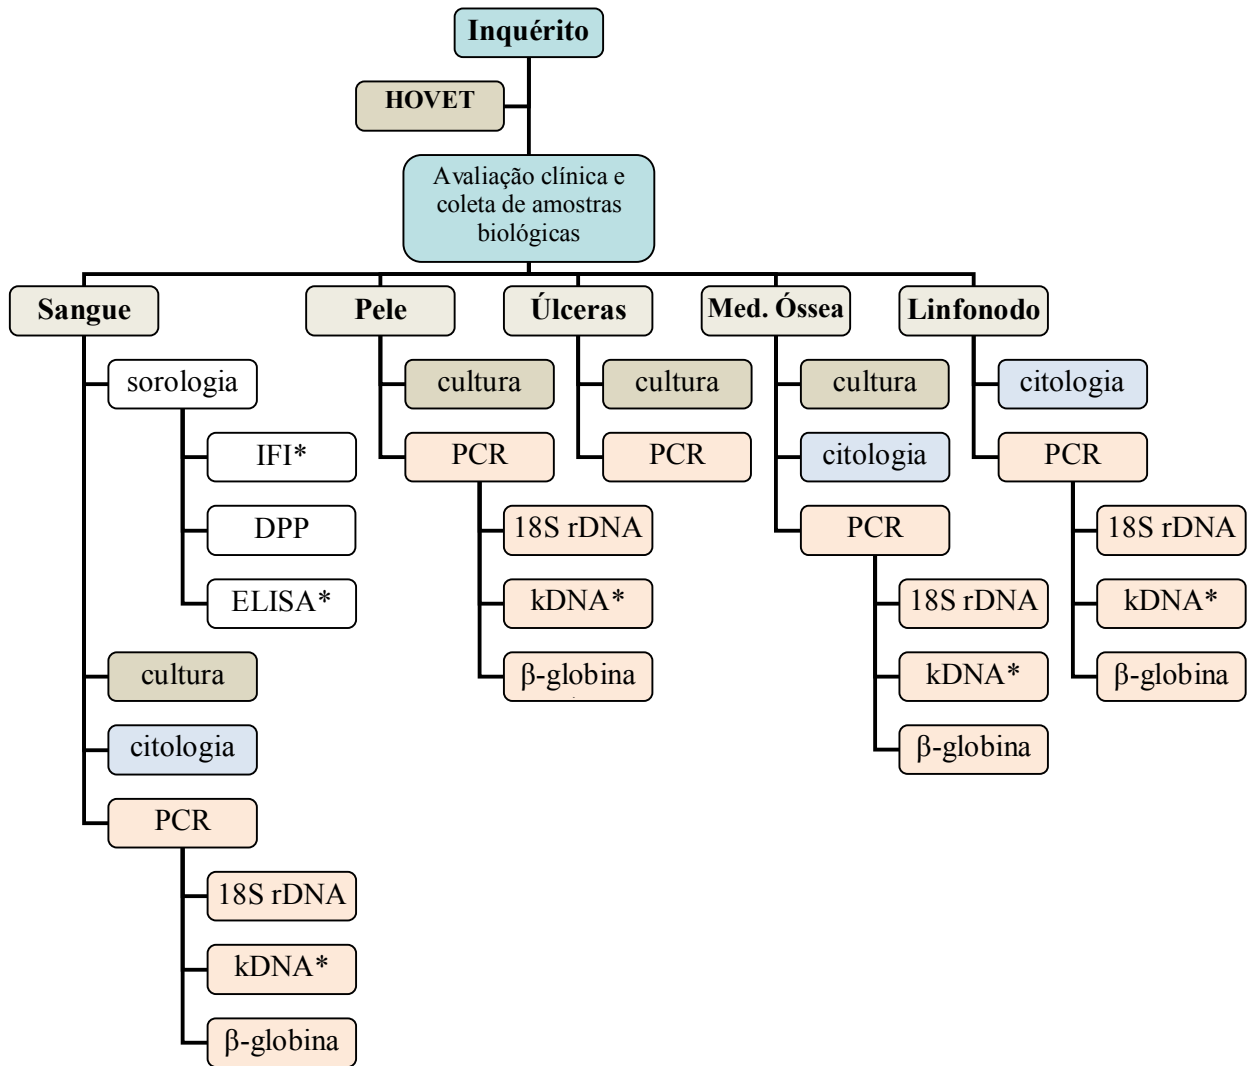 Inquérito
HOVET
Avaliação clínica e
coleta de amostras
biológicas
Sangue
sorologia
IFI*
DPP
ELISA*
cultura
citologia
PCR
18S rDNA
kDNA*
β-globina
Pele
cultura
PCR
18S rDNA
kDNA*
β-globina
Úlceras
cultura
PCR
Med. Óssea
cultura
citologia
PCR
18S rDNA
kDNA*
β-globina
Linfonodo
citologia
PCR
18S rDNA
kDNA*
β-globina